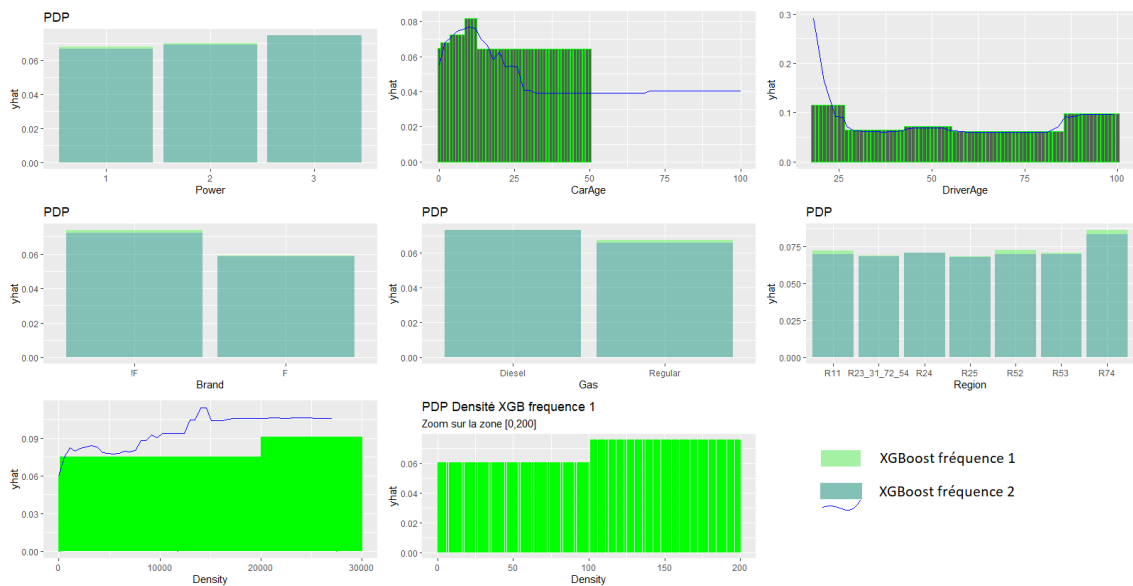 PDP
yhat
0.06
0.04
0.02
0.00
1
2
3
Power
yhat
0.08
0.06
0.04
0.02
0.00
0
25
50
75
100
CarAge
yhat
0.3
0.2
0.1
0.0
25
50
75
100
DriverAge
PDP
yhat
0.06
0.04
0.02
0.00
!F
F
Brand
PDP
yhat
0.06
0.04
0.02
0.00
Diesel
Regular
Gas
PDP
yhat
0.075
0.050
0.025
0.000
R11
R23_31_72_54
R24
R25
R52
R53
R74
Region
yhat
0.09
0.06
0.03
0.00
0
10000
20000
30000
Density
PDP Densité XGB frequence 1
Zoom sur la zone [0,200]
yhat
0.06
0.04
0.02
0.00
0
50
100
150
200
Density
XGBoost fréquence 1
XGBoost fréquence 2